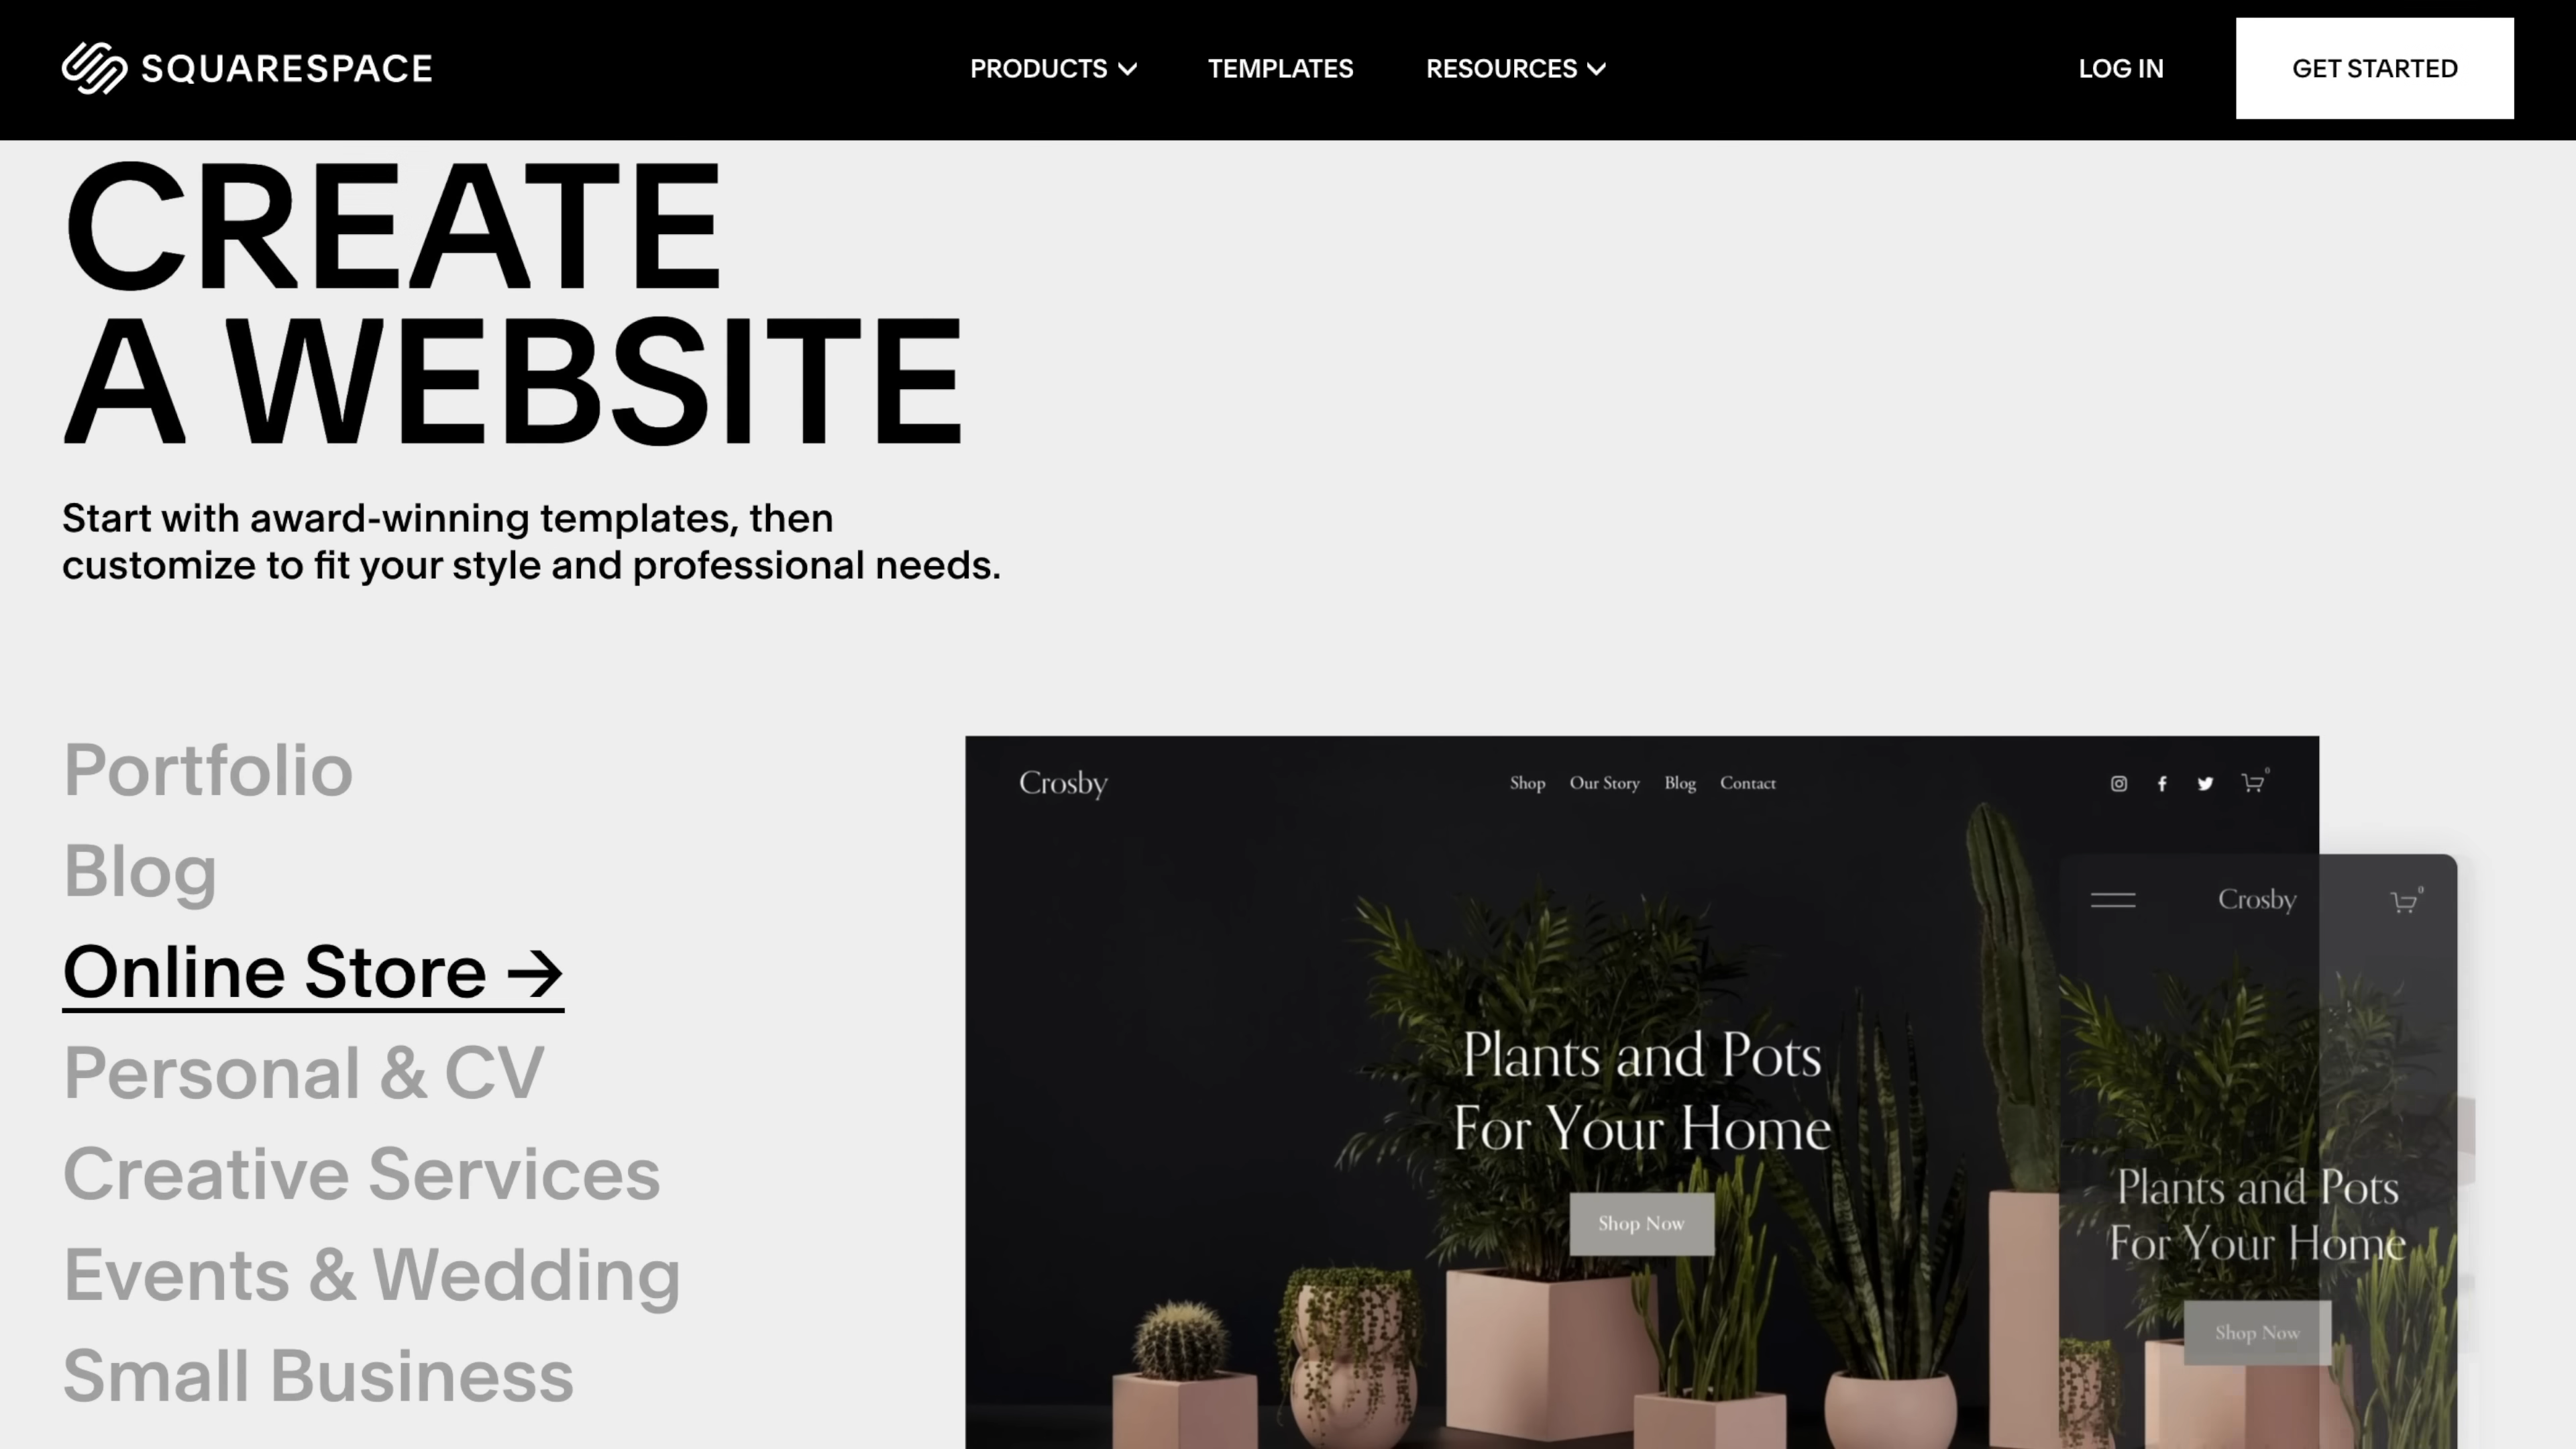 SQUARESPACE
PRODUCTS
TEMPLATES
RESOURCES
LOG IN
GET STARTED
CREATE
A WEBSITE
Start with award-winning templates, then
customize to fit your style and professional needs.
Portfolio
Blog
Online Store →
Personal & CV
Creative Services
Events & Wedding
Small Business
Crosby
Shop
Our Story
Blog
Contact
0
Plants and Pots
For Your Home
Shop Now
Crosby
0
Plants and Pots
For Your Home
Shop Now